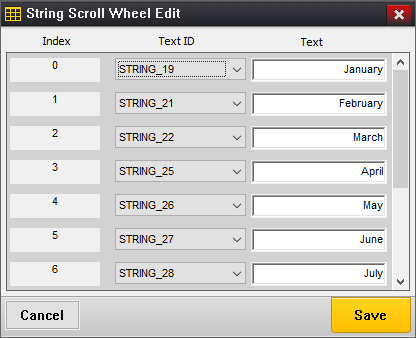 String Scroll Wheel Edit
Index Text ID Text
0 STRING_19 January
1 STRING_21 February
2 STRING_22 March
3 STRING_25 April
4 STRING_26 May
5 STRING_27 June
6 STRING_28 July
Cancel Save